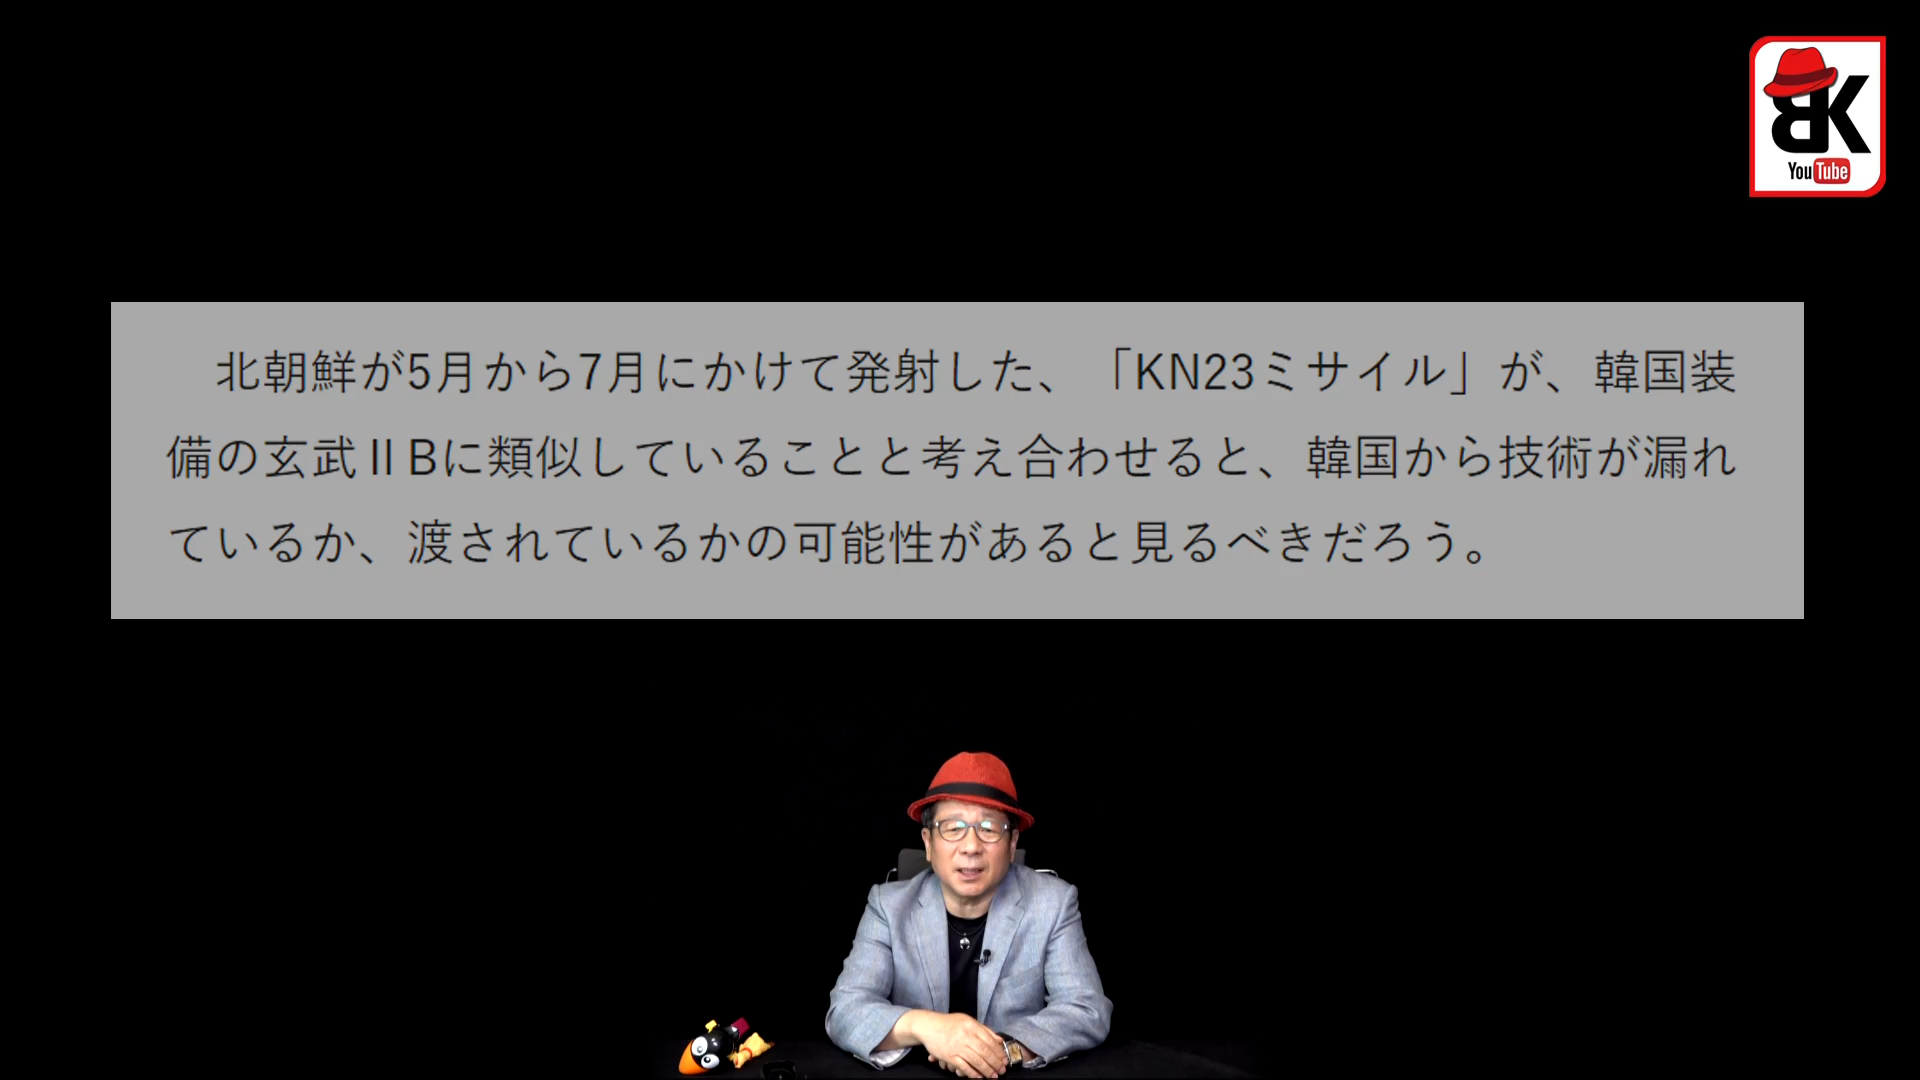 BK
YouTube
北朝鮮が5月から7月にかけて発射した、「KN23ミサイル」が、韓国装
備の玄武ⅡBに類似していることと考え合わせると、韓国から技術が漏れ
ているか、渡されているかの可能性があると見るべきだろう。